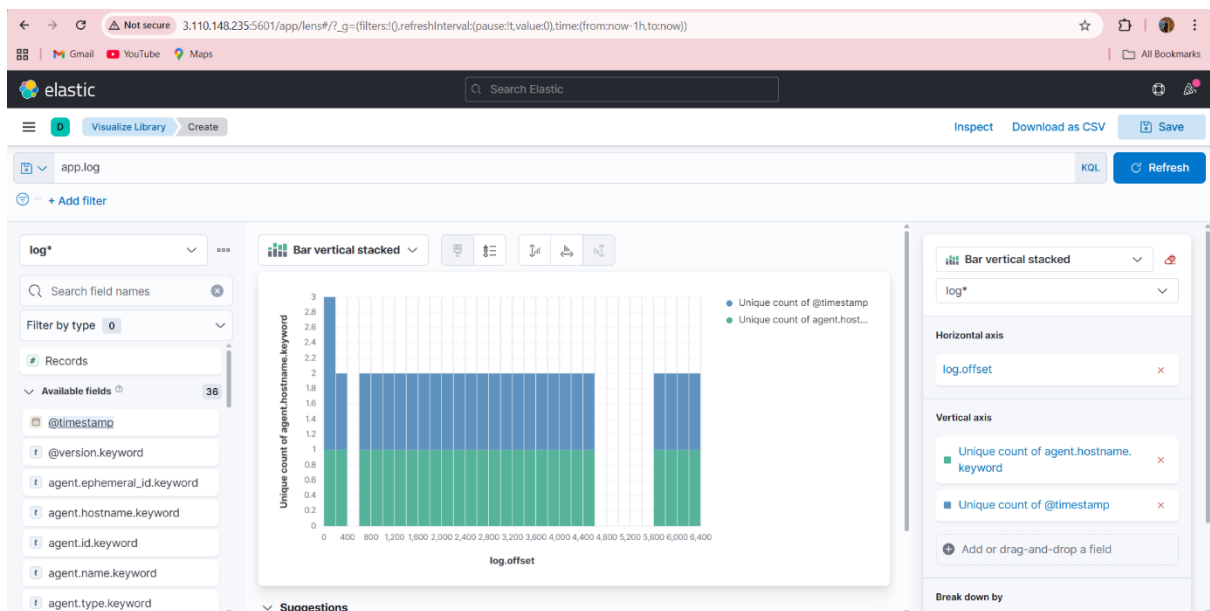 Not secure 3.110.148.235:5601/app/lens#/?_g=(filters:!(),refreshInterval:(pause:!t,value:0),time:(from:now-1h,to:now))
Gmail YouTube Maps All Bookmarks
elastic Search Elastic
D Visualize Library Create Inspect Download as CSV Save
app.log KQL Refresh
+ Add filter
log*
Search field names
Filter by type 0
# Records
Available fields 36
@timestamp
t @version.keyword
t agent.ephemeral_id.keyword
t agent.hostname.keyword
t agent.id.keyword
t agent.name.keyword
t agent.type.keyword
Bar vertical stacked
Unique count of agent.hostname.keyword
3
2.8
2.6
2.4
2.2
2
1.8
1.6
1.4
1.2
1
0.8
0.6
0.4
0.2
0
0 400 800 1,200 1,600 2,000 2,400 2,800 3,200 3,600 4,000 4,400 4,800 5,200 5,600 6,000 6,400
log.offset
Unique count of @timestamp
Unique count of agent.host...
Suggestions
Bar vertical stacked
log*
Horizontal axis
log.offset
Vertical axis
Unique count of agent.hostname.
keyword
Unique count of @timestamp
Add or drag-and-drop a field
Break down by